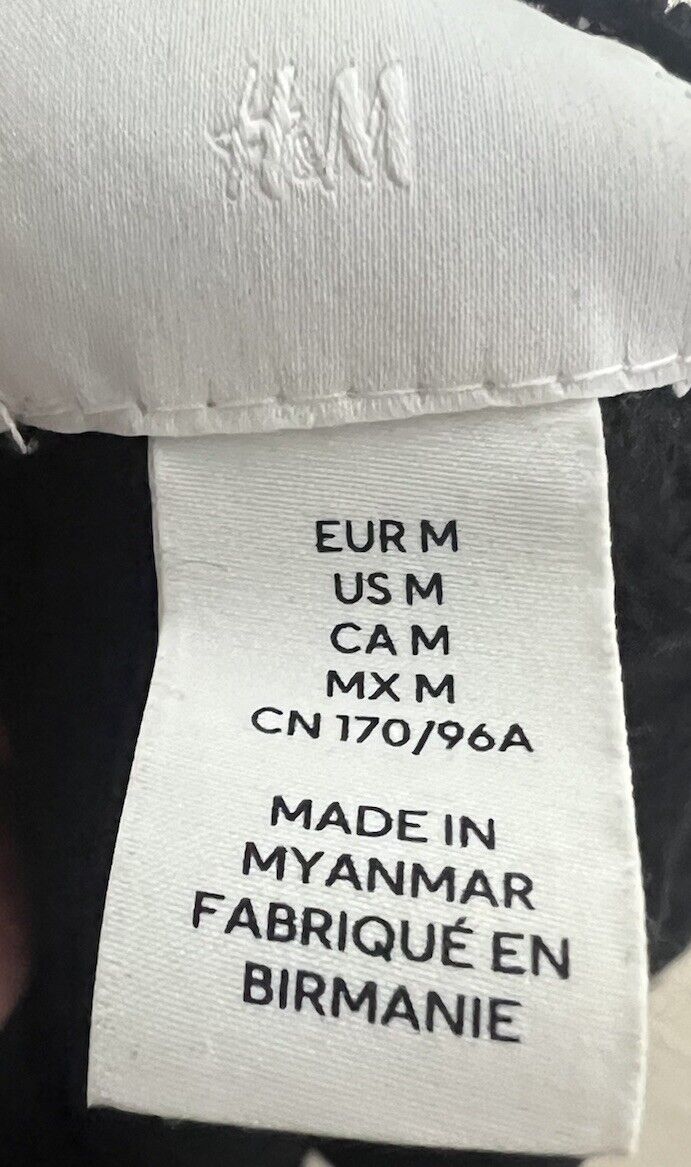 H&M
EUR M
US M
CA M
MX M
CN 170/96A
MADE IN
MYANMAR
FABRIQUÉ EN
BIRMANIE